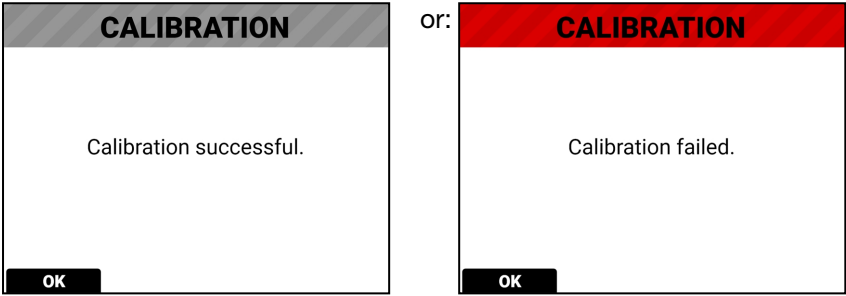 CALIBRATION
Calibration successful.
OK
or:
CALIBRATION
Calibration failed.
OK